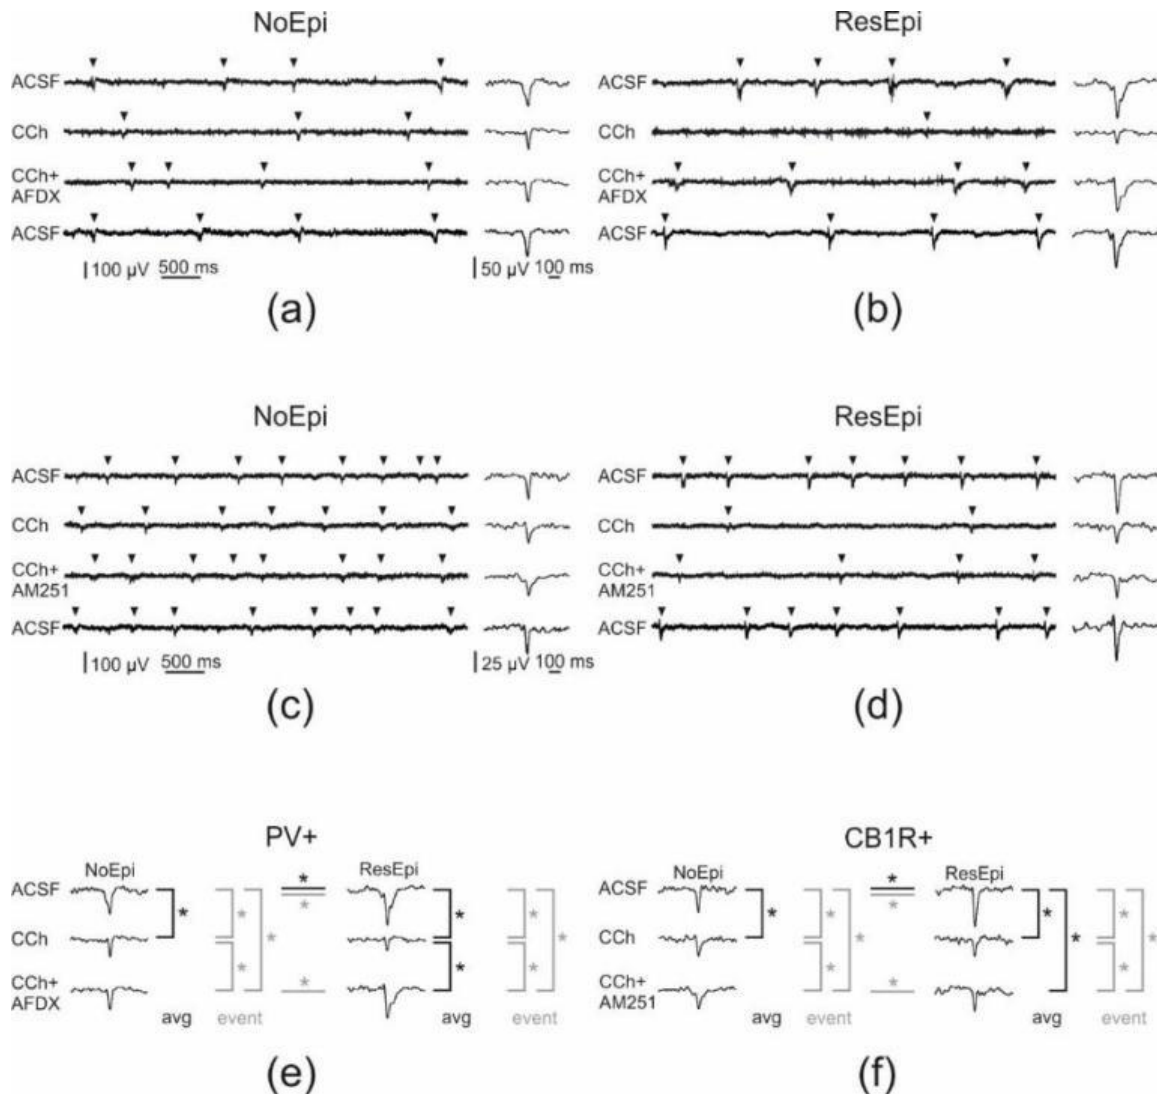 NoEpi
ResEpi
ACSF
CCh
CCh+
AFDX
ACSF
100 µV 500 ms
50 µV 100 ms
ACSF
CCh
CCh+
AFDX
ACSF
(a)
(b)
NoEpi
ResEpi
ACSF
CCh
CCh+
AM251
ACSF
100 µV 500 ms
25 µV 100 ms
ACSF
CCh
CCh+
AM251
ACSF
(c)
(d)
PV+
NoEpi
ResEpi
ACSF
*
*
*
*
*
*
*
*
CCh
*
*
*
*
CCh+
AFDX
avg event
avg event
CB1R+
NoEpi
ResEpi
ACSF
*
*
*
*
*
*
*
*
*
CCh
*
*
*
CCh+
AM251
avg event
avg event
(e)
(f)